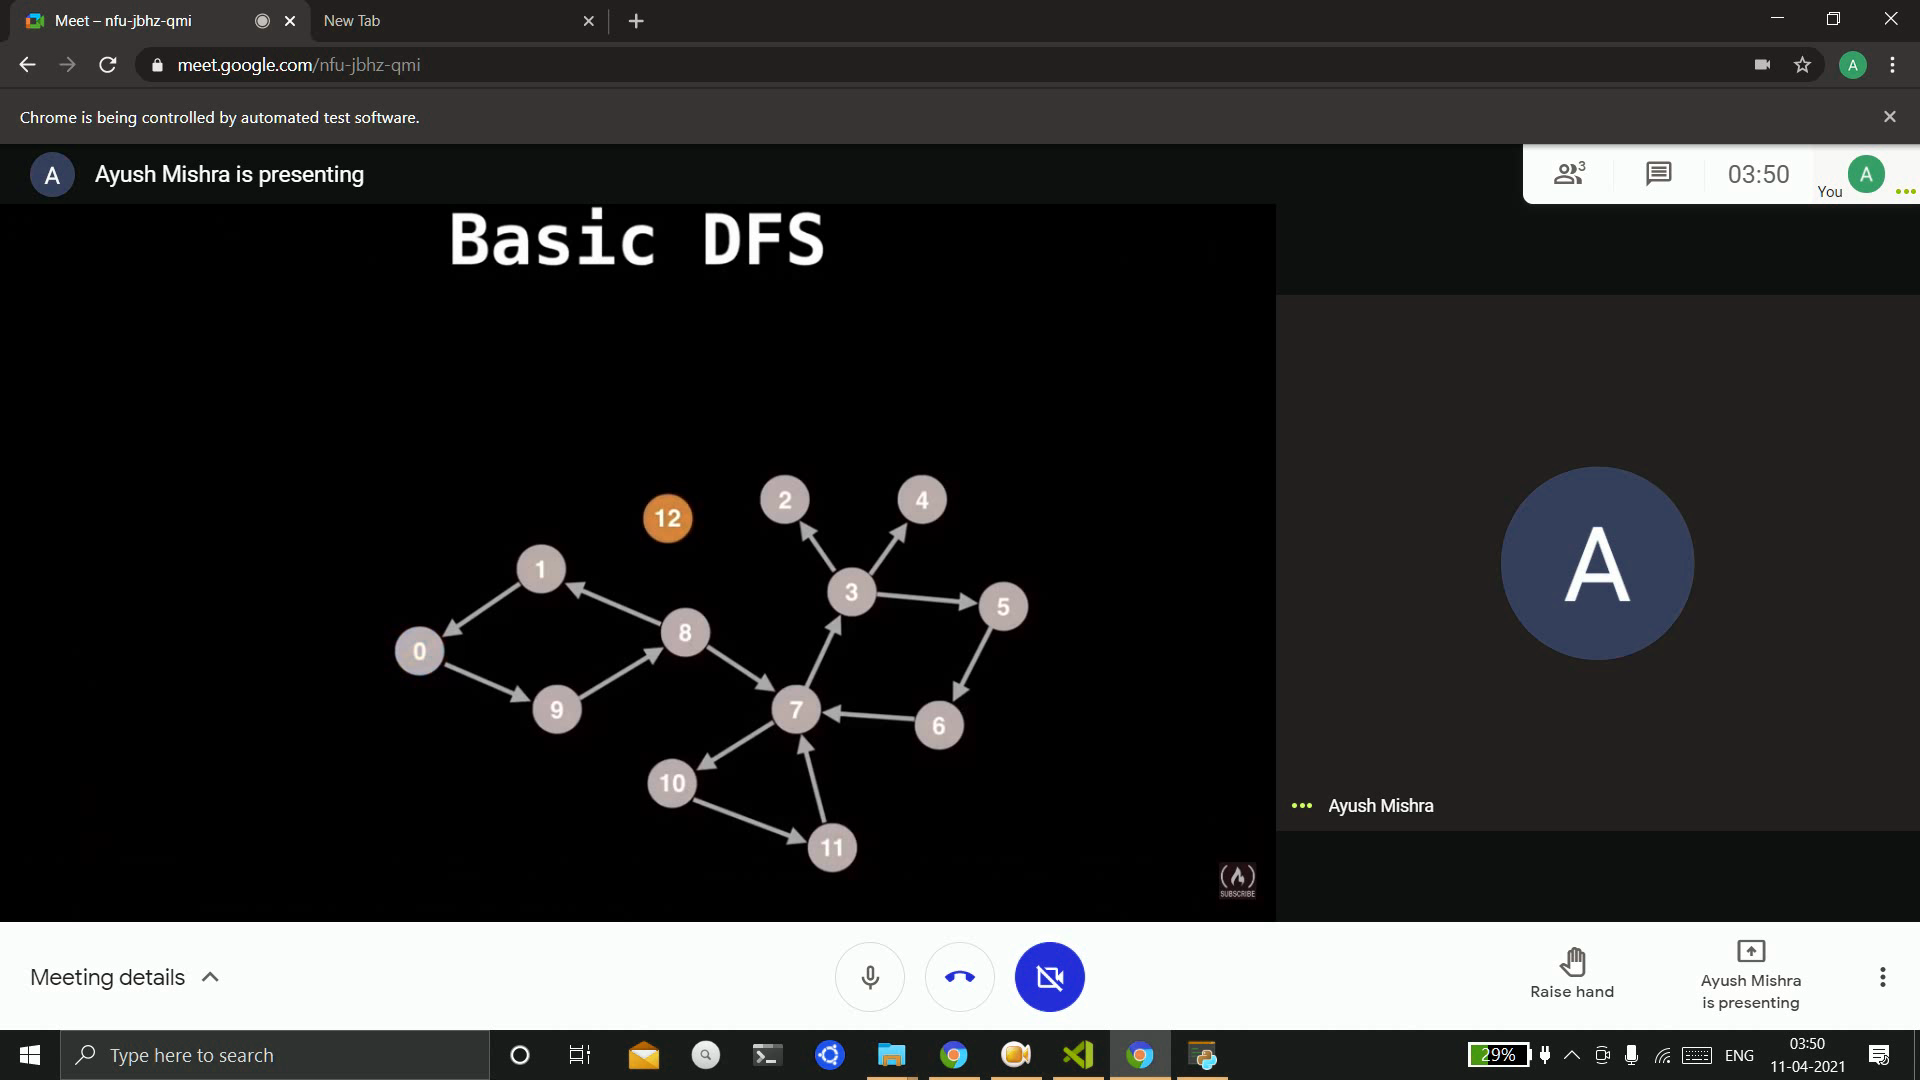 Meet – nfu-jbhz-qmi
New Tab
meet.google.com/nfu-jbhz-qmi
A
Chrome is being controlled by automated test software.
A
Ayush Mishra is presenting
3
03:50
You
A
Basic DFS
2
4
12
1
3
5
8
0
9
7
6
10
11
A
Ayush Mishra
SUBSCRIBE
Meeting details
Raise hand
Ayush Mishra
is presenting
Type here to search
29%
ENG
03:50
11-04-2021